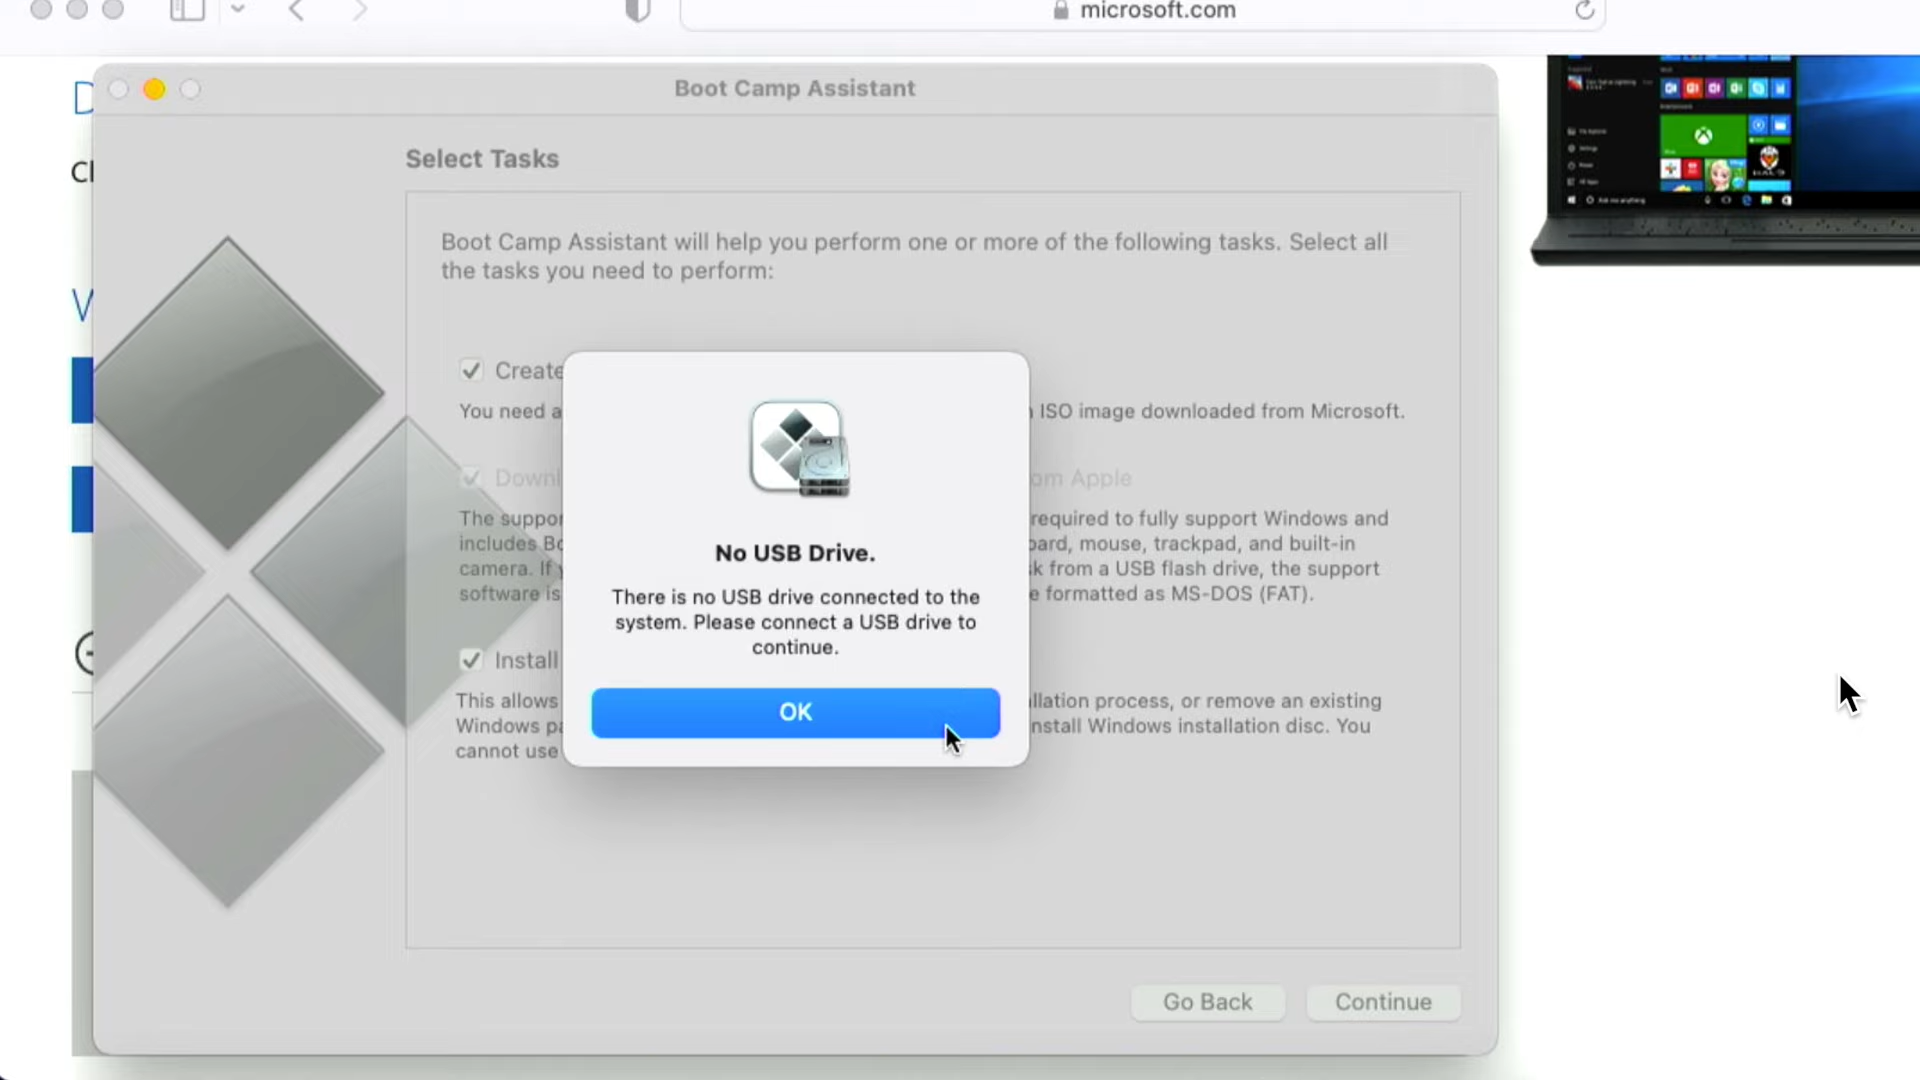 microsoft.com
Boot Camp Assistant
Select Tasks
Boot Camp Assistant will help you perform one or more of the following tasks. Select all
the tasks you need to perform:
Create
You need a
ISO image downloaded from Microsoft.
Downl
om Apple
The suppor
required to fully support Windows and
includes Bo
oard, mouse, trackpad, and built-in
camera. If y
k from a USB flash drive, the support
software is
e formatted as MS-DOS (FAT).
Install
This allows
llation process, or remove an existing
Windows pa
nstall Windows installation disc. You
cannot use
No USB Drive.
There is no USB drive connected to the
system. Please connect a USB drive to
continue.
OK
Go Back
Continue